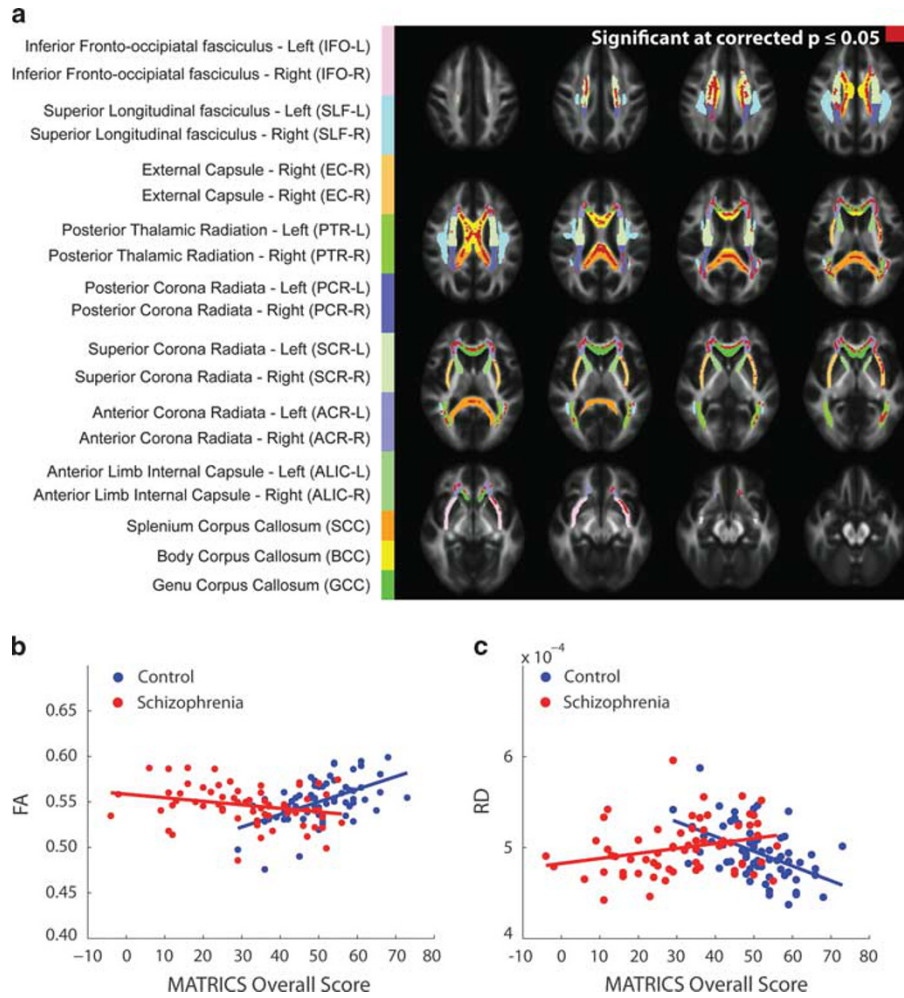 a
Significant at corrected p ≤ 0.05
Inferior Fronto-occipiatal fasciculus - Left (IFO-L)
Inferior Fronto-occipiatal fasciculus - Right (IFO-R)
Superior Longitudinal fasciculus - Left (SLF-L)
Superior Longitudinal fasciculus - Right (SLF-R)
External Capsule - Right (EC-R)
External Capsule - Right (EC-R)
Posterior Thalamic Radiation - Left (PTR-L)
Posterior Thalamic Radiation - Right (PTR-R)
Posterior Corona Radiata - Left (PCR-L)
Posterior Corona Radiata - Right (PCR-R)
Superior Corona Radiata - Left (SCR-L)
Superior Corona Radiata - Right (SCR-R)
Anterior Corona Radiata - Left (ACR-L)
Anterior Corona Radiata - Right (ACR-R)
Anterior Limb Internal Capsule - Left (ALIC-L)
Anterior Limb Internal Capsule - Right (ALIC-R)
Splenium Corpus Callosum (SCC)
Body Corpus Callosum (BCC)
Genu Corpus Callosum (GCC)
b
Control
Schizophrenia
0.65
0.60
0.55
0.50
0.45
0.40
FA
−10 0 10 20 30 40 50 60 70 80
MATRICS Overall Score
c
x 10⁻⁴
Control
Schizophrenia
6
5
4
RD
-10 0 10 20 30 40 50 60 70 80
MATRICS Overall Score